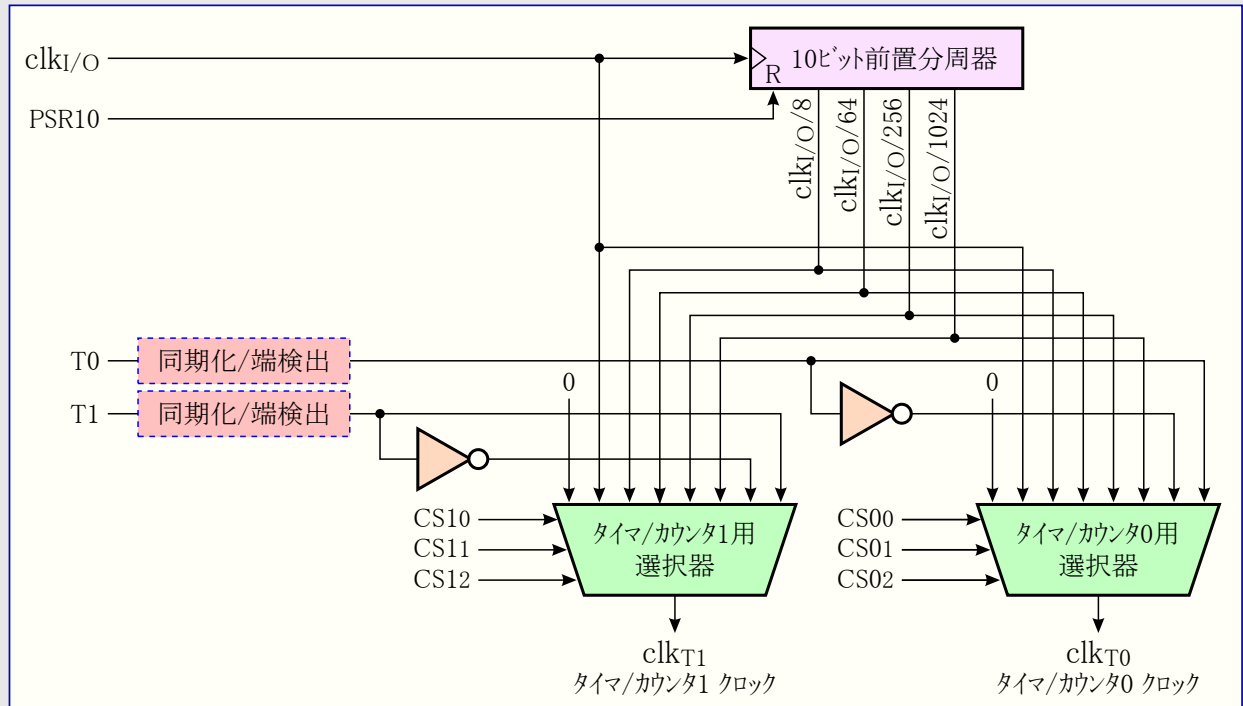 clkI/O
10ビット前置分周器
R
PSR10
clkI/O/8
clkI/O/64
clkI/O/256
clkI/O/1024
T0
同期化/端検出
T1
同期化/端検出
0
0
CS10
CS11
CS12
タイマ/カウンタ1用
選択器
CS00
CS01
CS02
タイマ/カウンタ0用
選択器
clkT1
タイマ/カウンタ1 クロック
clkT0
タイマ/カウンタ0 クロック